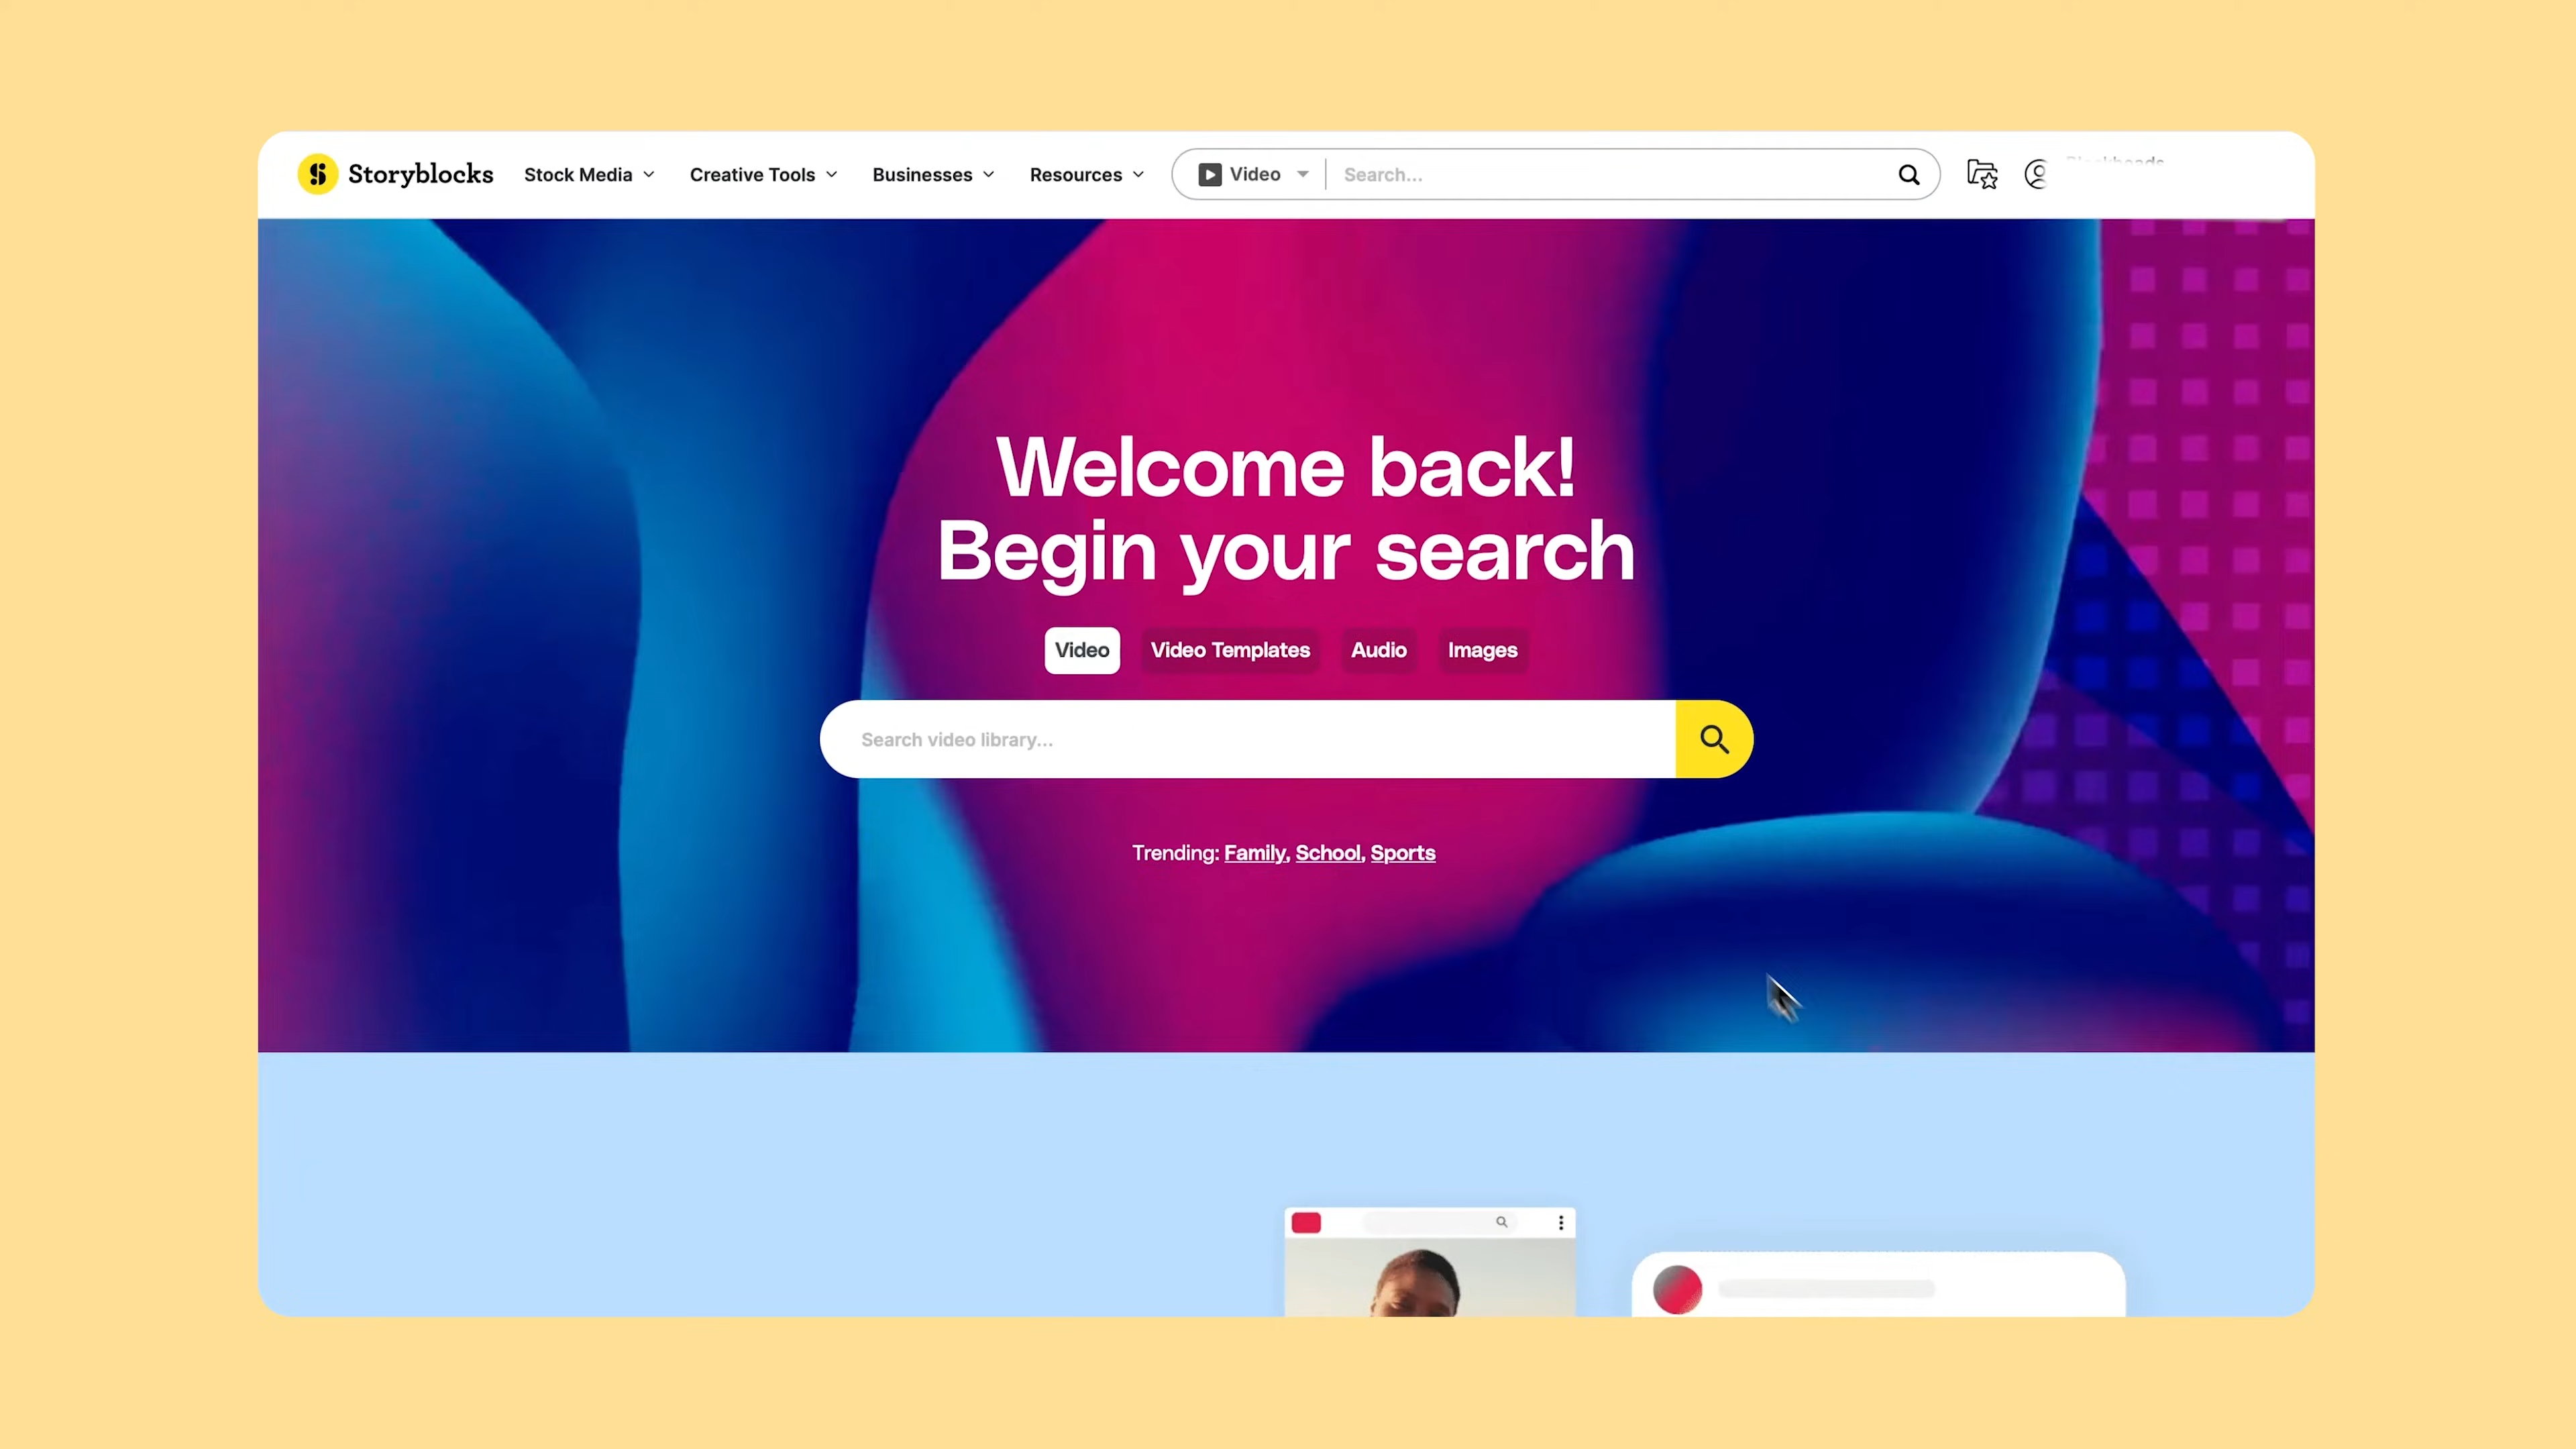 Storyblocks Stock Media Creative Tools Businesses Resources Video Search...
Welcome back!
Begin your search
Video Video Templates Audio Images
Search video library...
Trending: Family, School, Sports